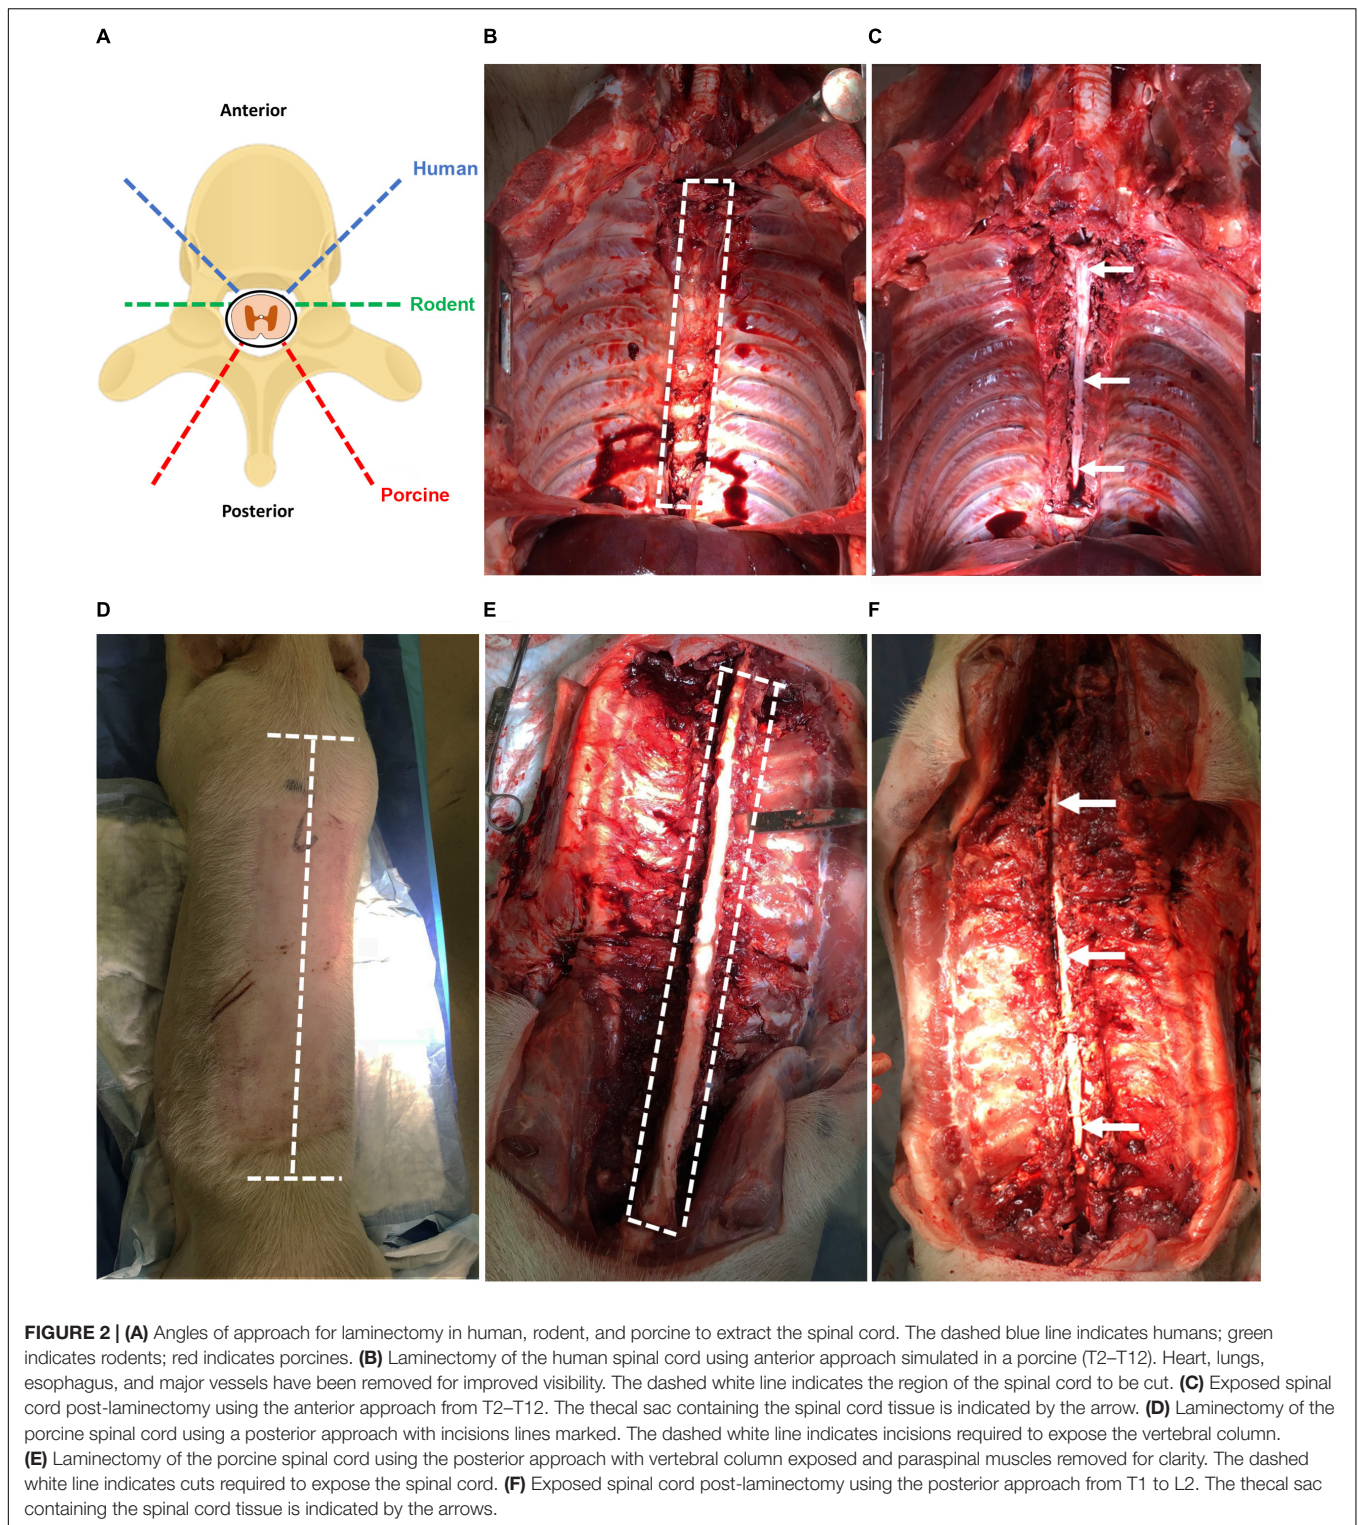 A
B
C
Anterior
Human
Rodent
Porcine
Posterior
D
E
F
FIGURE 2 | (A) Angles of approach for laminectomy in human, rodent, and porcine to extract the spinal cord. The dashed blue line indicates humans; green
indicates rodents; red indicates porcines. (B) Laminectomy of the human spinal cord using anterior approach simulated in a porcine (T2–T12). Heart, lungs,
esophagus, and major vessels have been removed for improved visibility. The dashed white line indicates the region of the spinal cord to be cut. (C) Exposed spinal
cord post-laminectomy using the anterior approach from T2–T12. The thecal sac containing the spinal cord tissue is indicated by the arrow. (D) Laminectomy of the
porcine spinal cord using a posterior approach with incisions lines marked. The dashed white line indicates incisions required to expose the vertebral column.
(E) Laminectomy of the porcine spinal cord using the posterior approach with vertebral column exposed and paraspinal muscles removed for clarity. The dashed
white line indicates cuts required to expose the spinal cord. (F) Exposed spinal cord post-laminectomy using the posterior approach from T1 to L2. The thecal sac
containing the spinal cord tissue is indicated by the arrows.